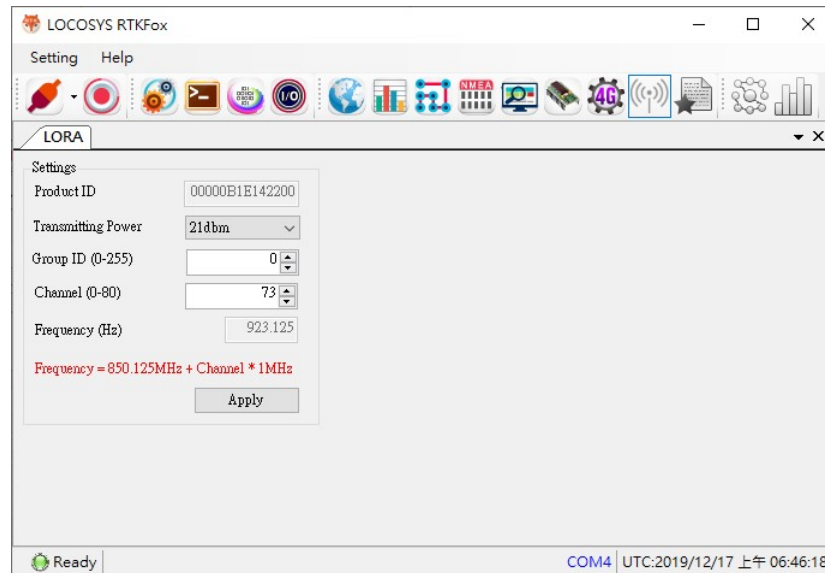 LOCOSYS RTKFox
Setting Help
NMEA
4G
I/O
LORA
Settings
Product ID 00000B1E142200
Transmitting Power 21dbm
Group ID (0-255) 0
Channel (0-80) 73
Frequency (Hz) 923.125
Frequency = 850.125MHz + Channel * 1MHz
Apply
Ready COM4 UTC:2019/12/17 上午 06:46:18